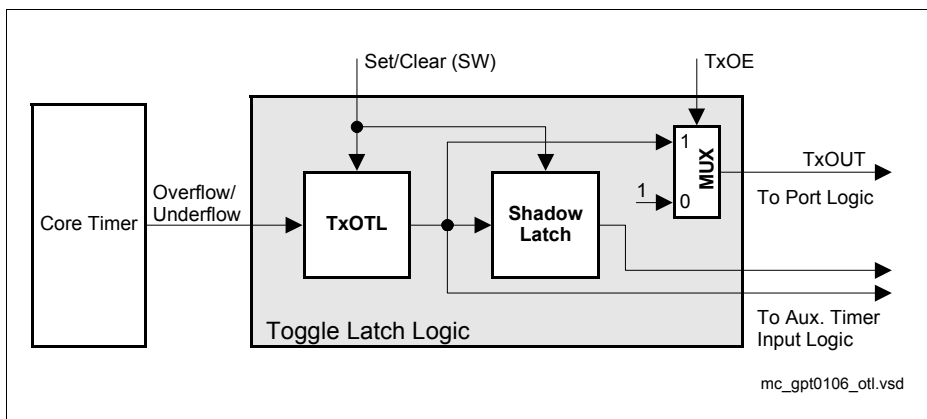 Set/Clear (SW)
TxOE
Core Timer
Overflow/
Underflow
TxOTL
Shadow
Latch
1
MUX
1
0
TxOUT
To Port Logic
To Aux. Timer
Input Logic
Toggle Latch Logic
mc_gpt0106_otl.vsd